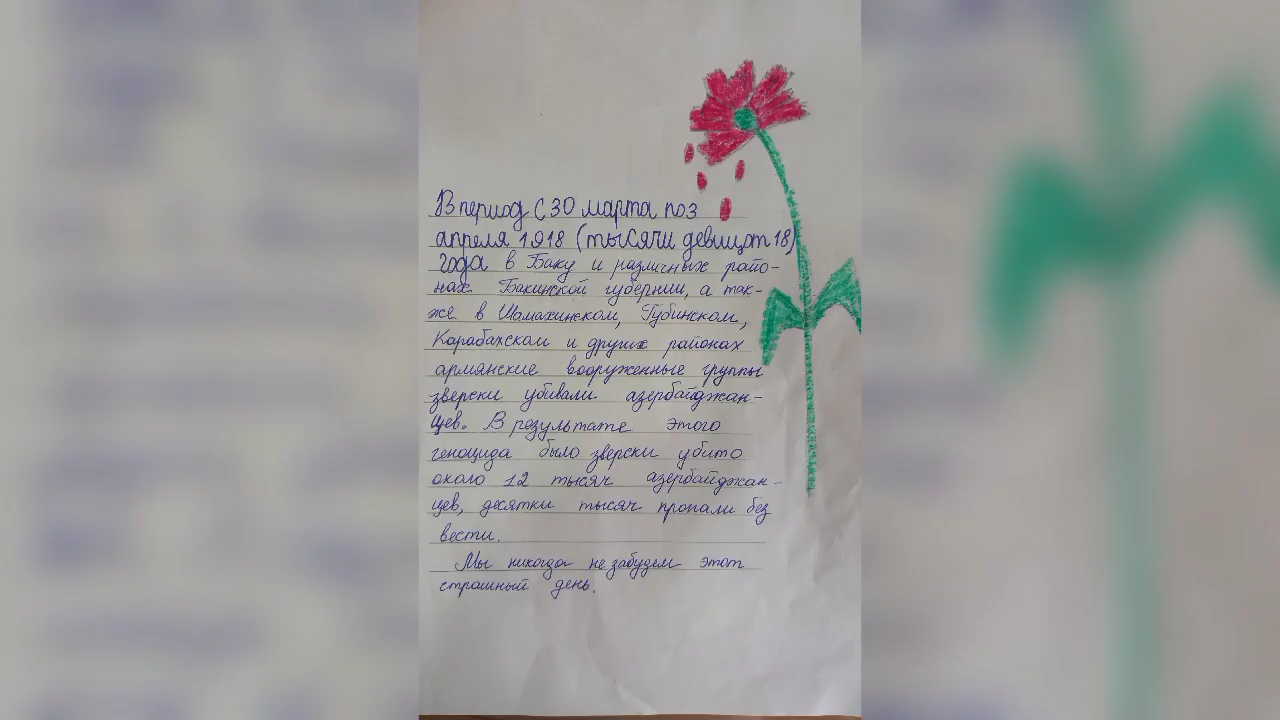 В период с 30 марта по 3
апреля 1918 (тысячи девицот 18)
года в Баку и различных райо-
нах Бакинской губернии, а так-
же в Шамахинском, Губинском,
Карабахском и других районах
армянские вооруженные группы
зверски убивали азербайджан-
цев. В результате этого
геноцида было зверски убито
около 12 тысяч азербайджан-
цев, десятки тысяч пропали без
вести.
Мы никогда не забудем этот
страшный день.